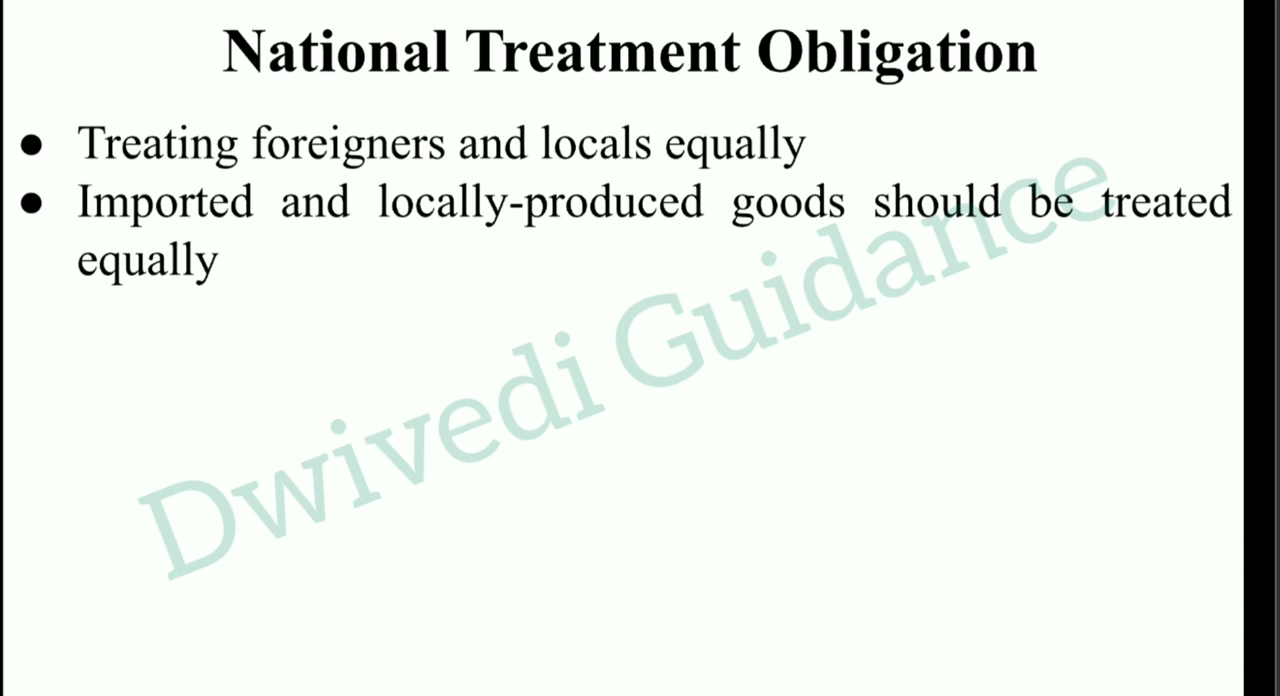 National Treatment Obligation
● Treating foreigners and locals equally
● Imported and locally-produced goods should be treated
equally
Dwivedi Guidance